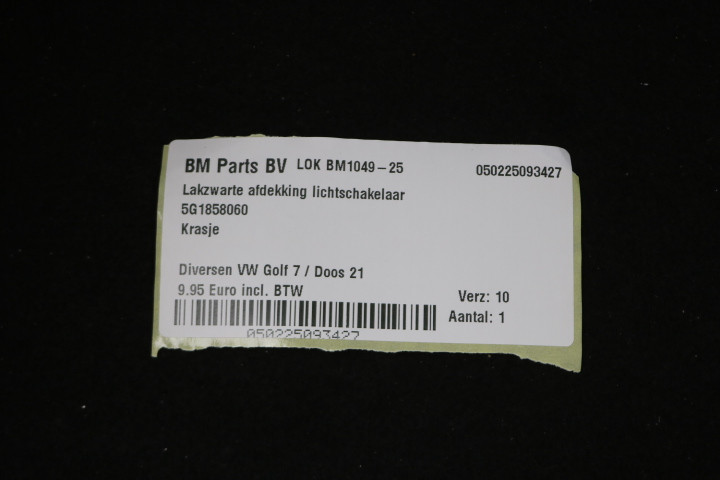 BM Parts BV LOK BM1049-25 050225093427
Lakzwarte afdekking lichtschakelaar
5G1858060
Krasje
Diversen VW Golf 7 / Doos 21
9.95 Euro incl. BTW Verz: 10
Aantal: 1
050225093427